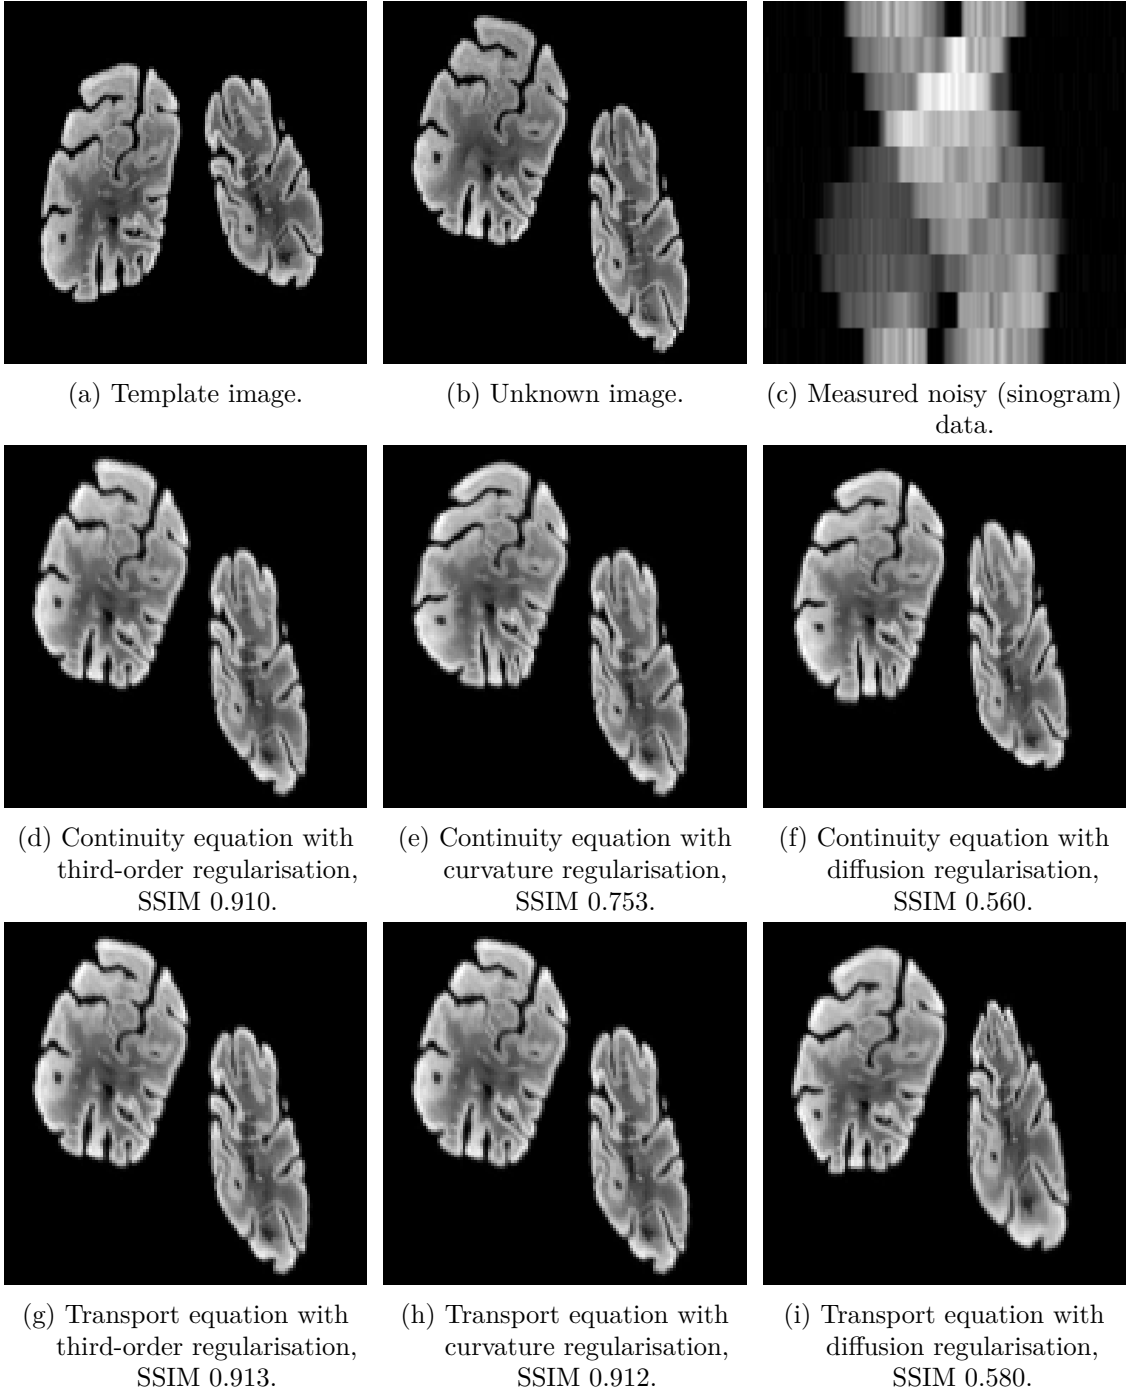 (a) Template image.
(b) Unknown image.
(c) Measured noisy (sinogram)
data.
(d) Continuity equation with
third-order regularisation,
SSIM 0.910.
(e) Continuity equation with
curvature regularisation,
SSIM 0.753.
(f) Continuity equation with
diffusion regularisation,
SSIM 0.560.
(g) Transport equation with
third-order regularisation,
SSIM 0.913.
(h) Transport equation with
curvature regularisation,
SSIM 0.912.
(i) Transport equation with
diffusion regularisation,
SSIM 0.580.